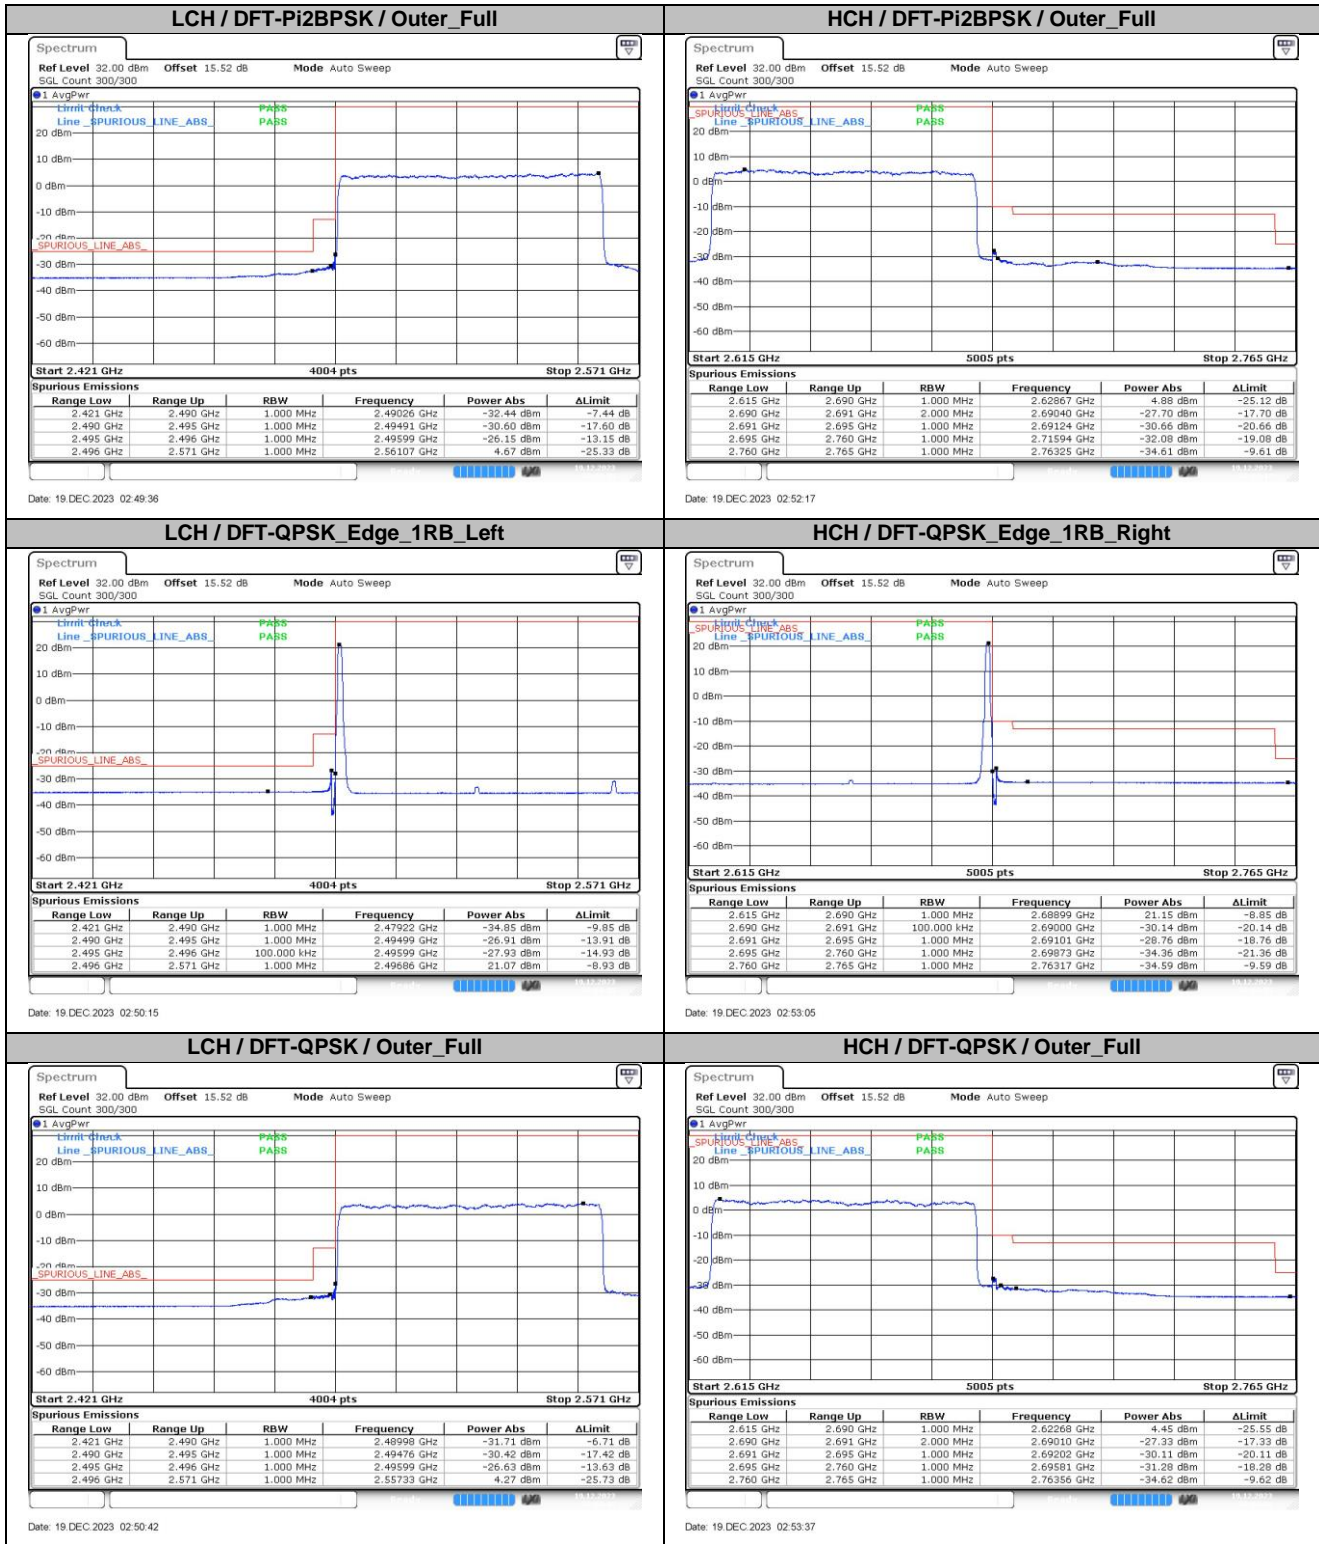 LCH / DFT-Pi2BPSK / Outer_Full
Spectrum
Ref Level 32.00 dBm Offset 15.52 dB Mode Auto Sweep
SGL Count 300/300
1 AvgPwr
Limit Check PASS
Line _SPURIOUS_LINE_ABS_ PASS
20 dBm
10 dBm
0 dBm
-10 dBm
-20 dBm
_SPURIOUS_LINE_ABS_
-30 dBm
-40 dBm
-50 dBm
-60 dBm
Start 2.421 GHz 4004 pts Stop 2.571 GHz
Spurious Emissions
Range Low Range Up RBW Frequency Power Abs ΔLimit
2.421 GHz 2.490 GHz 1.000 MHz 2.49026 GHz -32.44 dBm -7.44 dB
2.490 GHz 2.495 GHz 1.000 MHz 2.49491 GHz -30.60 dBm -17.60 dB
2.495 GHz 2.496 GHz 1.000 MHz 2.49599 GHz -26.15 dBm -13.15 dB
2.496 GHz 2.571 GHz 1.000 MHz 2.56107 GHz 4.67 dBm -25.33 dB
Date: 19.DEC.2023 02:49:36
HCH / DFT-Pi2BPSK / Outer_Full
Spectrum
Ref Level 32.00 dBm Offset 15.52 dB Mode Auto Sweep
SGL Count 300/300
1 AvgPwr
Limit Check PASS
_SPURIOUS_LINE_ABS_
Line _SPURIOUS_LINE_ABS_ PASS
20 dBm
10 dBm
0 dBm
-10 dBm
-20 dBm
-30 dBm
-40 dBm
-50 dBm
-60 dBm
Start 2.615 GHz 5005 pts Stop 2.765 GHz
Spurious Emissions
Range Low Range Up RBW Frequency Power Abs ΔLimit
2.615 GHz 2.690 GHz 1.000 MHz 2.62867 GHz 4.88 dBm -25.12 dB
2.690 GHz 2.691 GHz 2.000 MHz 2.69040 GHz -27.70 dBm -17.70 dB
2.691 GHz 2.695 GHz 1.000 MHz 2.69124 GHz -30.66 dBm -20.66 dB
2.695 GHz 2.760 GHz 1.000 MHz 2.71594 GHz -32.08 dBm -19.08 dB
2.760 GHz 2.765 GHz 1.000 MHz 2.76325 GHz -34.61 dBm -9.61 dB
Date: 19.DEC.2023 02:52:17
LCH / DFT-QPSK_Edge_1RB_Left
Spectrum
Ref Level 32.00 dBm Offset 15.52 dB Mode Auto Sweep
SGL Count 300/300
1 AvgPwr
Limit Check PASS
Line _SPURIOUS_LINE_ABS_ PASS
20 dBm
10 dBm
0 dBm
-10 dBm
-20 dBm
_SPURIOUS_LINE_ABS_
-30 dBm
-40 dBm
-50 dBm
-60 dBm
Start 2.421 GHz 4004 pts Stop 2.571 GHz
Spurious Emissions
Range Low Range Up RBW Frequency Power Abs ΔLimit
2.421 GHz 2.490 GHz 1.000 MHz 2.47922 GHz -34.85 dBm -9.85 dB
2.490 GHz 2.495 GHz 1.000 MHz 2.49499 GHz -26.91 dBm -13.91 dB
2.495 GHz 2.496 GHz 100.000 kHz 2.49599 GHz -27.93 dBm -14.93 dB
2.496 GHz 2.571 GHz 1.000 MHz 2.49686 GHz 21.07 dBm -8.93 dB
Date: 19.DEC.2023 02:50:15
HCH / DFT-QPSK_Edge_1RB_Right
Spectrum
Ref Level 32.00 dBm Offset 15.52 dB Mode Auto Sweep
SGL Count 300/300
1 AvgPwr
Limit Check PASS
_SPURIOUS_LINE_ABS_
Line _SPURIOUS_LINE_ABS_ PASS
20 dBm
10 dBm
0 dBm
-10 dBm
-20 dBm
-30 dBm
-40 dBm
-50 dBm
-60 dBm
Start 2.615 GHz 5005 pts Stop 2.765 GHz
Spurious Emissions
Range Low Range Up RBW Frequency Power Abs ΔLimit
2.615 GHz 2.690 GHz 1.000 MHz 2.68899 GHz 21.15 dBm -8.85 dB
2.690 GHz 2.691 GHz 100.000 kHz 2.69000 GHz -30.14 dBm -20.14 dB
2.691 GHz 2.695 GHz 1.000 MHz 2.69101 GHz -28.76 dBm -18.76 dB
2.695 GHz 2.760 GHz 1.000 MHz 2.69873 GHz -34.36 dBm -21.36 dB
2.760 GHz 2.765 GHz 1.000 MHz 2.76317 GHz -34.59 dBm -9.59 dB
Date: 19.DEC.2023 02:53:05
LCH / DFT-QPSK / Outer_Full
Spectrum
Ref Level 32.00 dBm Offset 15.52 dB Mode Auto Sweep
SGL Count 300/300
1 AvgPwr
Limit Check PASS
Line _SPURIOUS_LINE_ABS_ PASS
20 dBm
10 dBm
0 dBm
-10 dBm
-20 dBm
_SPURIOUS_LINE_ABS_
-30 dBm
-40 dBm
-50 dBm
-60 dBm
Start 2.421 GHz 4004 pts Stop 2.571 GHz
Spurious Emissions
Range Low Range Up RBW Frequency Power Abs ΔLimit
2.421 GHz 2.490 GHz 1.000 MHz 2.48998 GHz -31.71 dBm -6.71 dB
2.490 GHz 2.495 GHz 1.000 MHz 2.49476 GHz -30.42 dBm -17.42 dB
2.495 GHz 2.496 GHz 1.000 MHz 2.49599 GHz -26.63 dBm -13.63 dB
2.496 GHz 2.571 GHz 1.000 MHz 2.55733 GHz 4.27 dBm -25.73 dB
Date: 19.DEC.2023 02:50:42
HCH / DFT-QPSK / Outer_Full
Spectrum
Ref Level 32.00 dBm Offset 15.52 dB Mode Auto Sweep
SGL Count 300/300
1 AvgPwr
Limit Check PASS
_SPURIOUS_LINE_ABS_
Line _SPURIOUS_LINE_ABS_ PASS
20 dBm
10 dBm
0 dBm
-10 dBm
-20 dBm
-30 dBm
-40 dBm
-50 dBm
-60 dBm
Start 2.615 GHz 5005 pts Stop 2.765 GHz
Spurious Emissions
Range Low Range Up RBW Frequency Power Abs ΔLimit
2.615 GHz 2.690 GHz 1.000 MHz 2.62268 GHz 4.45 dBm -25.55 dB
2.690 GHz 2.691 GHz 2.000 MHz 2.69010 GHz -27.33 dBm -17.33 dB
2.691 GHz 2.695 GHz 1.000 MHz 2.69202 GHz -30.11 dBm -20.11 dB
2.695 GHz 2.760 GHz 1.000 MHz 2.69581 GHz -31.28 dBm -18.28 dB
2.760 GHz 2.765 GHz 1.000 MHz 2.76356 GHz -34.62 dBm -9.62 dB
Date: 19.DEC.2023 02:53:37